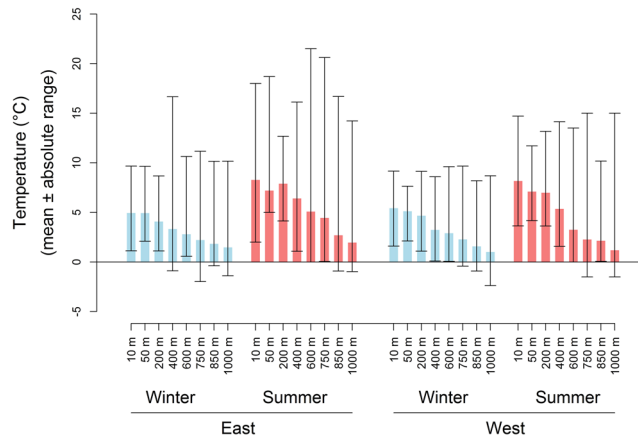 Temperature (°C)
(mean ± absolute range)
25
20
15
10
5
0
-5
10 m
50 m
200 m
400 m
600 m
750 m
850 m
1000 m
10 m
50 m
200 m
400 m
600 m
750 m
850 m
1000 m
10 m
50 m
200 m
400 m
600 m
750 m
850 m
1000 m
10 m
50 m
200 m
400 m
600 m
750 m
850 m
1000 m
Winter Summer Winter Summer
East West